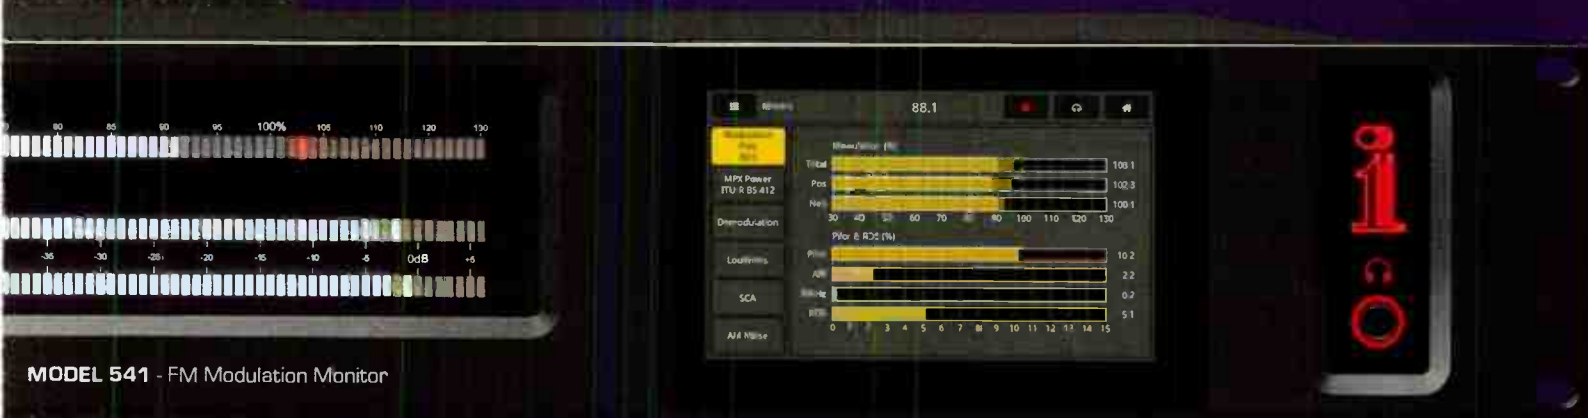 88.1
80 85 90 95 100% 105 110 120 130
Modulation (%)
Total 103.1
Pos 102.3
Neg 100.1
30 40 50 60 70 80 90 100 110 120 130
MPX Power
ITU-R BS.412
Demodulation
Loudness
SCA
AM Noise
Pilot & RDS (%)
Pilot 10.2
2.2
0.2
RDS 5.1
0 3 4 5 6 7 8 9 10 11 12 13 14 15
-35 -30 -25 -20 -15 -10 -5 0dB +5
i
MODEL 541 - FM Modulation Monitor